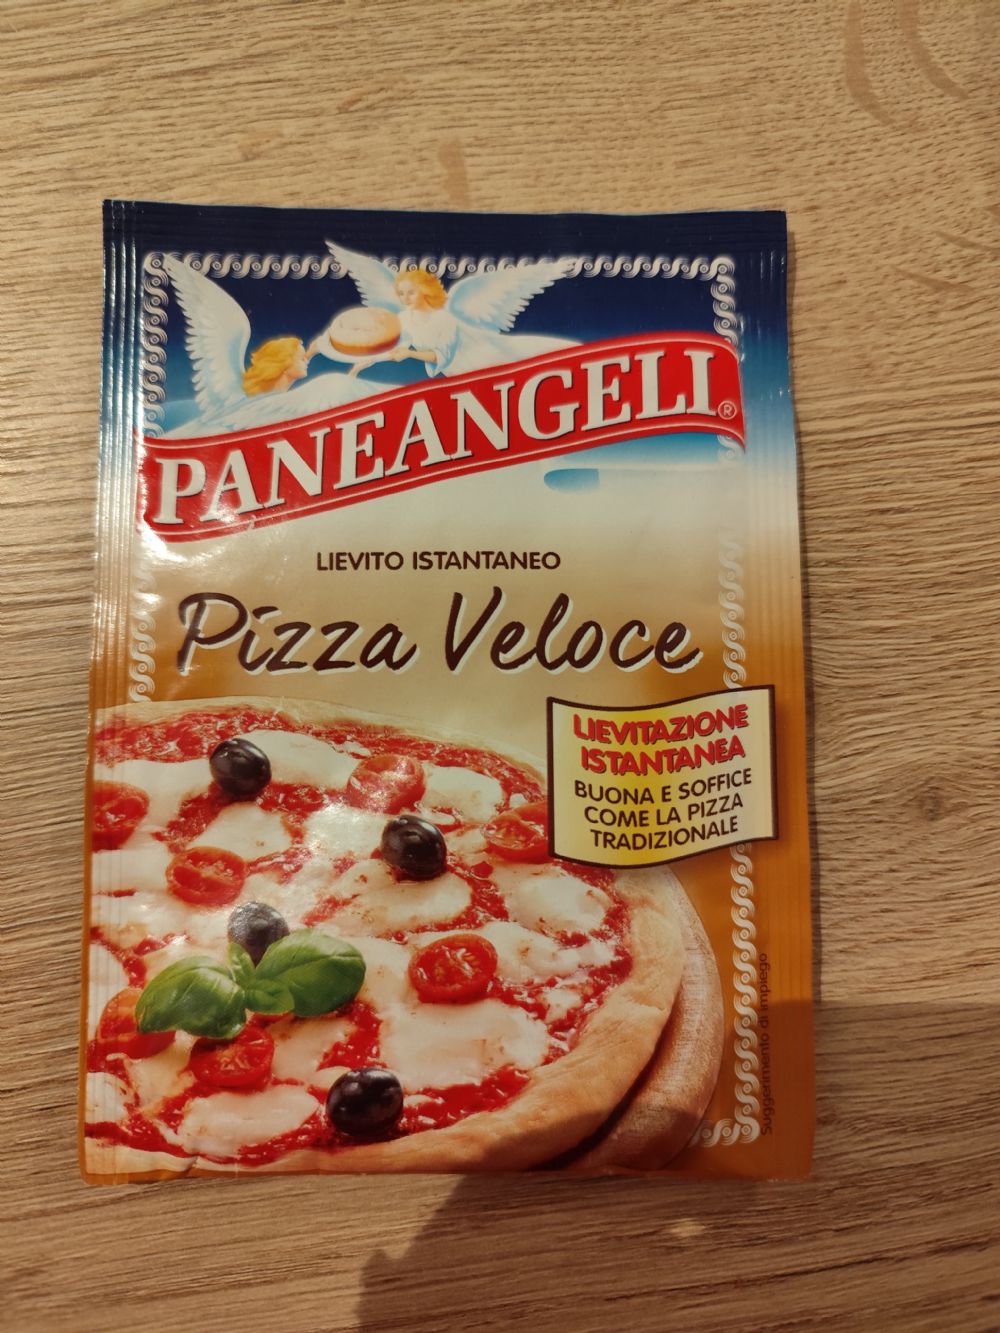 PANEANGELI®
LIEVITO ISTANTANEO
Pizza Veloce
LIEVITAZIONE
ISTANTANEA
BUONA E SOFFICE
COME LA PIZZA
TRADIZIONALE
Suggerimento di impiego